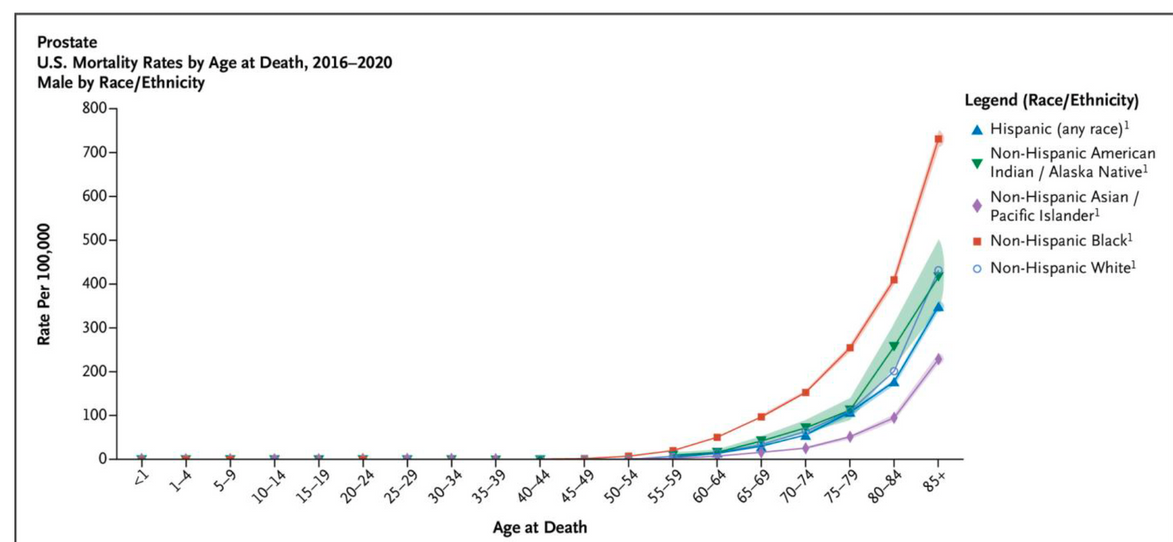 Prostate
U.S. Mortality Rates by Age at Death, 2016–2020
Male by Race/Ethnicity
800
700
600
500
400
300
200
100
0
Rate Per 100,000
<1
1–4
5–9
10–14
15–19
20–24
25–29
30–34
35–39
40–44
45–49
50–54
55–59
60–64
65–69
70–74
75–79
80–84
85+
Age at Death
Legend (Race/Ethnicity)
Hispanic (any race)¹
Non-Hispanic American
Indian / Alaska Native¹
Non-Hispanic Asian /
Pacific Islander¹
Non-Hispanic Black¹
Non-Hispanic White¹